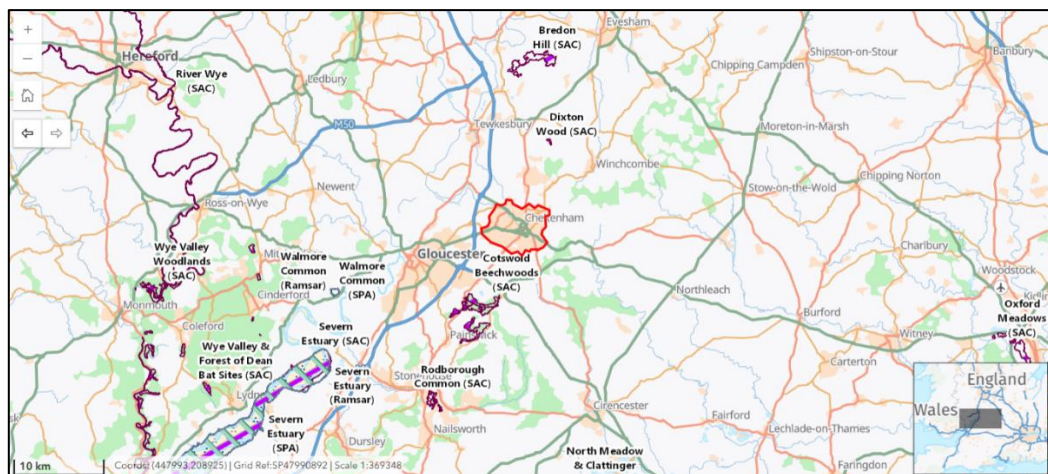 Evesham
Bredon
Hill (SAC)
Shipston-on-Stour
Banbury
Hereford
River Wye
(SAC)
Ledbury
Chipping Campden
Dixton
Wood (SAC)
M50
Tewkesbury
Moreton-in-Marsh
Winchcombe
Newent
Stow-on-the-Wold
Chipping Norton
Ross-on-Wye
Cheltenham
Wye Valley
Woodlands
(SAC)
Mit
Walmore
Common
(Ramsar)
Walmore
Common
(SPA)
Gloucester
Cotswold
Beechwoods
(SAC)
Charlbury
Woodstock
Monmouth
Cinderford
Northleach
Burford
Oxford
Meadows
(SAC)
Coleford
Severn
Estuary (SAC)
Painswick
Witney
Wye Valley &
Forest of Dean
Bat Sites (SAC)
Severn
Estuary
(Ramsar)
Rodborough
Common (SAC)
Carterton
England
Wales
Cirencester
Severn
Estuary
(SPA)
Nailsworth
Fairford
Lechlade-on-Thames
Dursley
North Meadow
& Clattinger
Faringdon
10 km
Coords: (447993,208925) | Grid Ref:SP47990892 | Scale 1:369348